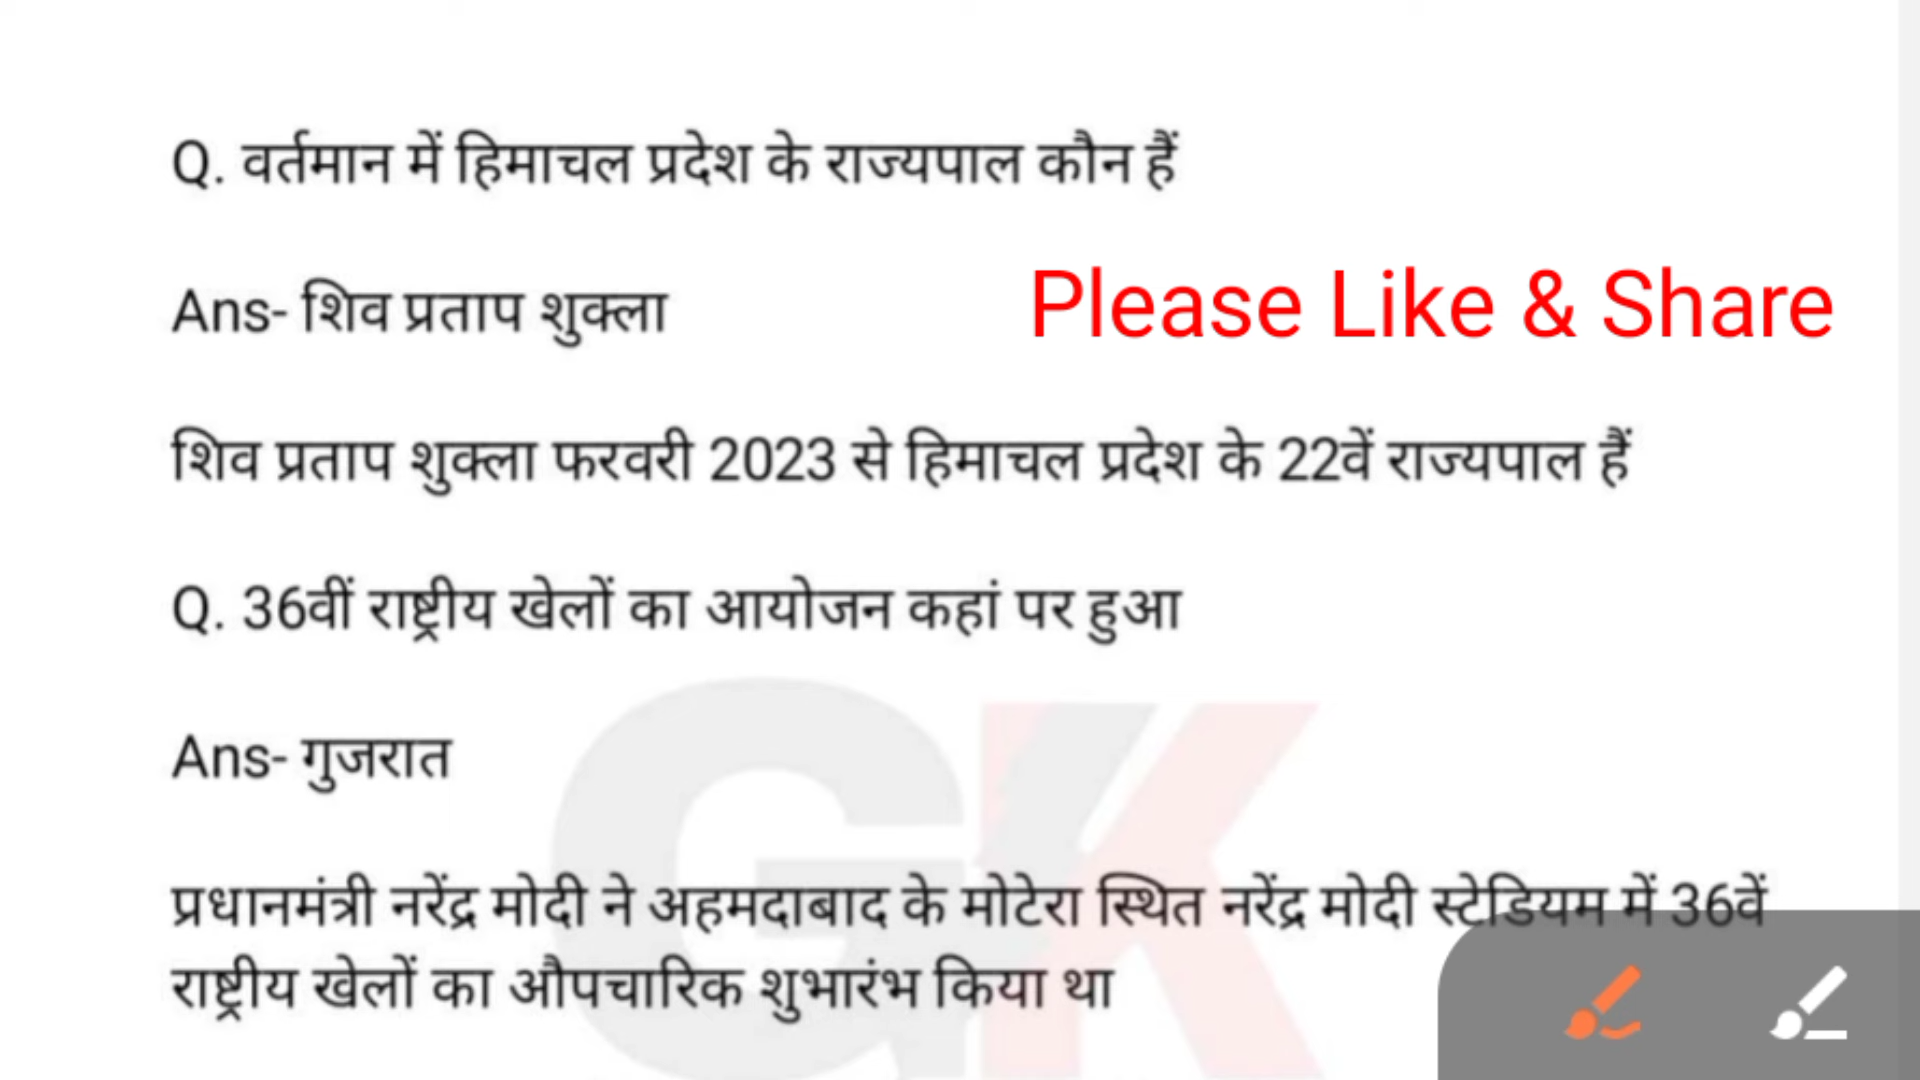 Q. वर्तमान में हिमाचल प्रदेश के राज्यपाल कौन हैं
Ans- शिव प्रताप शुक्ला
Please Like & Share
शिव प्रताप शुक्ला फरवरी 2023 से हिमाचल प्रदेश के 22वें राज्यपाल हैं
Q. 36वीं राष्ट्रीय खेलों का आयोजन कहां पर हुआ
Ans- गुजरात
प्रधानमंत्री नरेंद्र मोदी ने अहमदाबाद के मोटेरा स्थित नरेंद्र मोदी स्टेडियम में 36वें
राष्ट्रीय खेलों का औपचारिक शुभारंभ किया था
GK